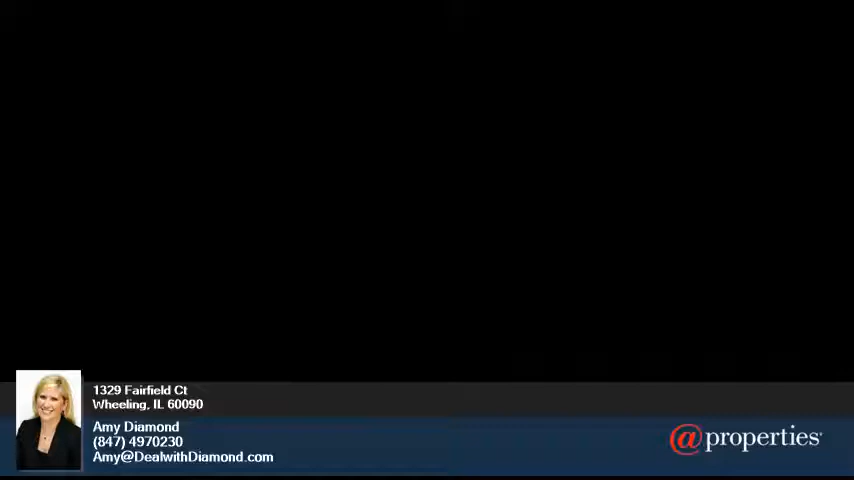 1329 Fairfield Ct
Wheeling, IL 60090
Amy Diamond
(847) 4970230
Amy@DealwithDiamond.com
@properties®